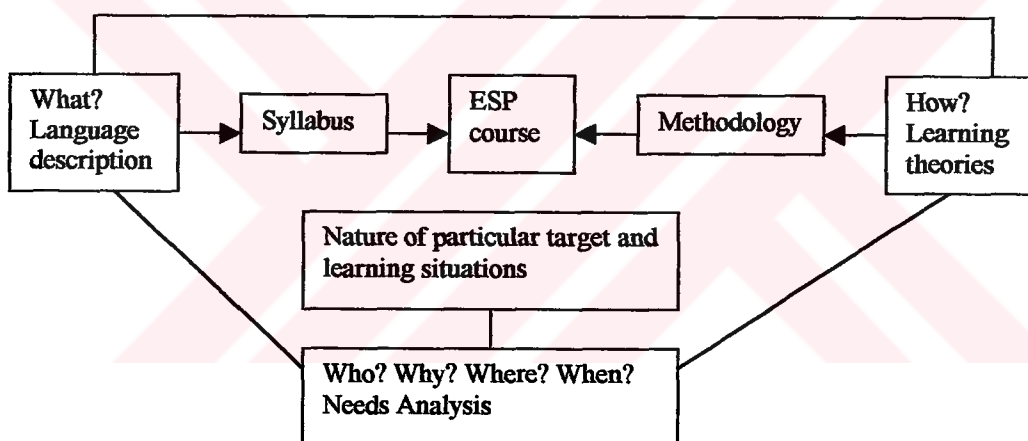 What?
Language
description
Syllabus
ESP
course
Methodology
How?
Learning
theories
Nature of particular target and
learning situations
Who? Why? Where? When?
Needs Analysis